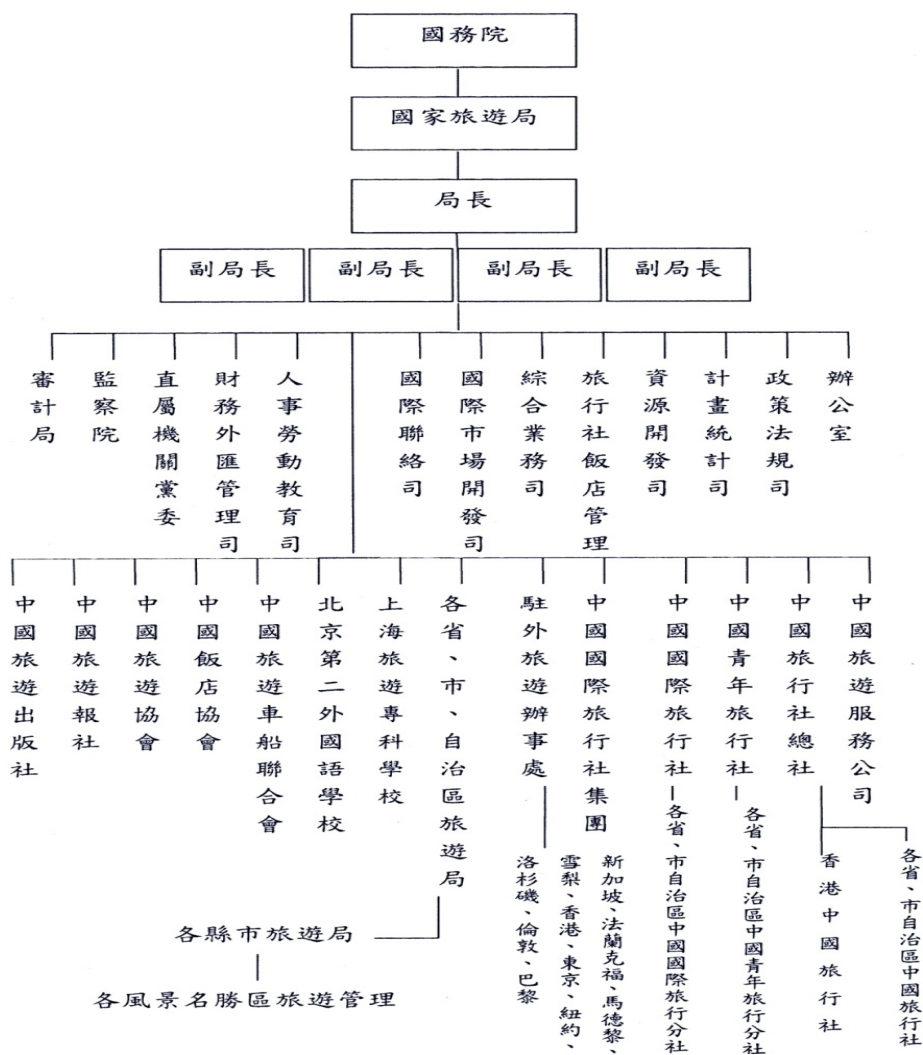 國務院
國家旅遊局
局長
副局長
副局長
副局長
副局長
審計局
監察院
直屬機關黨委
財務外匯管理司
人事勞動教育司
國際聯絡司
國際市場開發司
綜合業務司
旅行社飯店管理
資源開發司
計畫統計司
政策法規司
辦公室
中國旅遊出版社
中國旅遊報社
中國旅遊協會
中國飯店協會
中國旅遊車船聯合會
北京第二外國語學校
上海旅遊專科學校
各省、市、自治區旅遊局
駐外旅遊辦事處
中國國際旅行社集團
中國國際旅行社
中國青年旅行社
中國旅行社總社
中國旅遊服務公司
各縣市旅遊局
各風景名勝區旅遊管理
新加坡、法蘭克福、馬德黎、
雪梨、香港、東京、紐約、
洛杉磯、倫敦、巴黎
各省、市自治區中國國際旅行分社
各省、市自治區中國青年旅行分社
香港中國旅行社
各省、市自治區中國旅行社